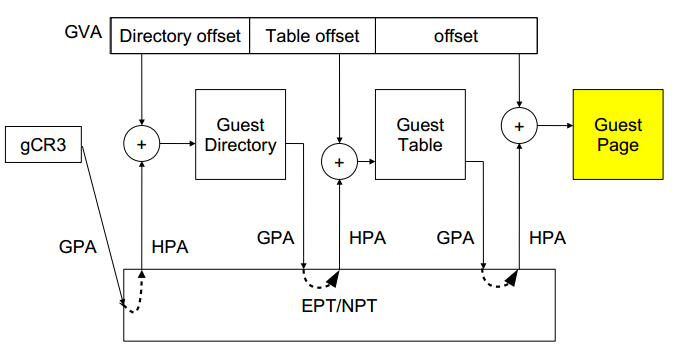 GVA
Directory offset
Table offset
offset
gCR3
+
Guest
Directory
+
Guest
Table
+
Guest
Page
GPA
HPA
GPA
HPA
GPA
HPA
EPT/NPT